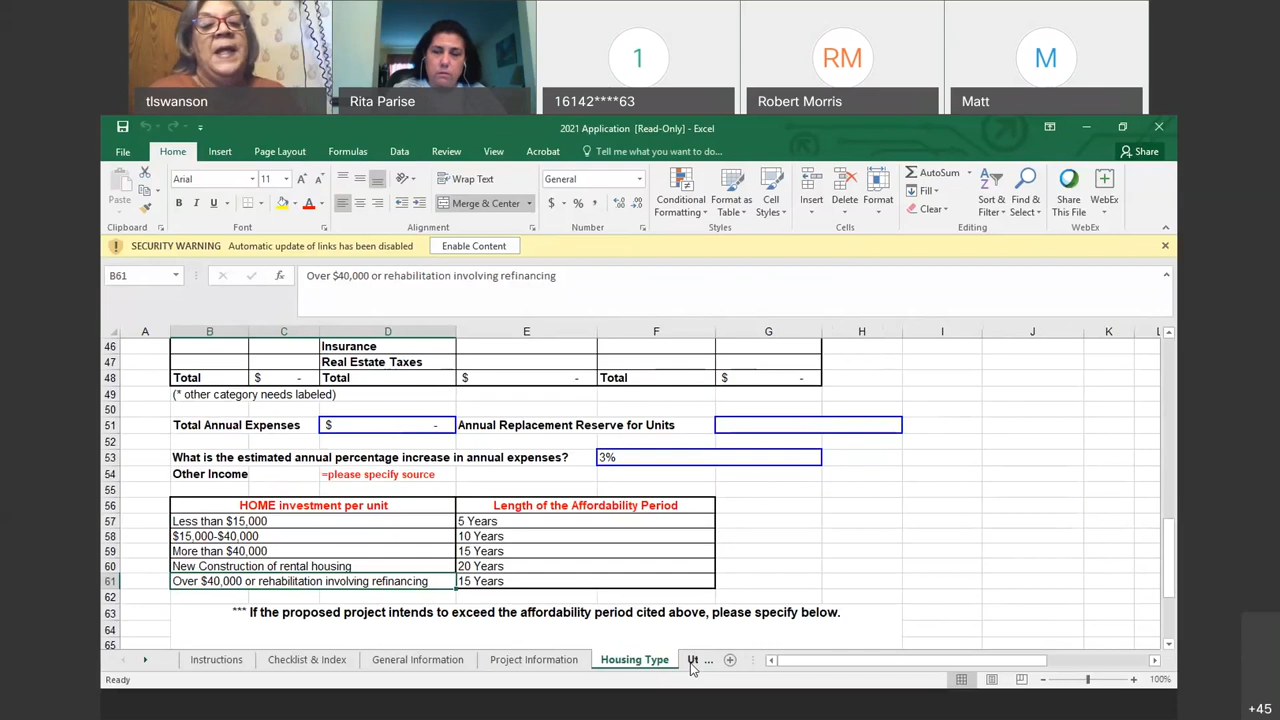 1
RM
M
tlswanson
Rita Parise
16142****63
Robert Morris
Matt
2021 Application [Read-Only] - Excel
File Home Insert Page Layout Formulas Data Review View Acrobat Tell me what you want to do... Share
Paste
Arial 11 A A
B I U A
Wrap Text
Merge & Center
General
$ % ,
Conditional Formatting
Format as Table
Cell Styles
Insert Delete Format
AutoSum
Fill
Clear
Sort & Filter
Find & Select
Share This File
WebEx
Clipboard Font Alignment Number Styles Cells Editing WebEx
SECURITY WARNING Automatic update of links has been disabled Enable Content
B61 fx Over $40,000 or rehabilitation involving refinancing
A B C D E F G H I J K L
46 Insurance
47 Real Estate Taxes
48 Total $ - Total $ - Total $ -
49 (* other category needs labeled)
50
51 Total Annual Expenses $ - Annual Replacement Reserve for Units
52
53 What is the estimated annual percentage increase in annual expenses? 3%
54 Other Income =please specify source
55
56 HOME investment per unit Length of the Affordability Period
57 Less than $15,000 5 Years
58 $15,000-$40,000 10 Years
59 More than $40,000 15 Years
60 New Construction of rental housing 20 Years
61 Over $40,000 or rehabilitation involving refinancing 15 Years
62
63 *** If the proposed project intends to exceed the affordability period cited above, please specify below.
64
65
Instructions Checklist & Index General Information Project Information Housing Type Ut ...
Ready 100%
+45